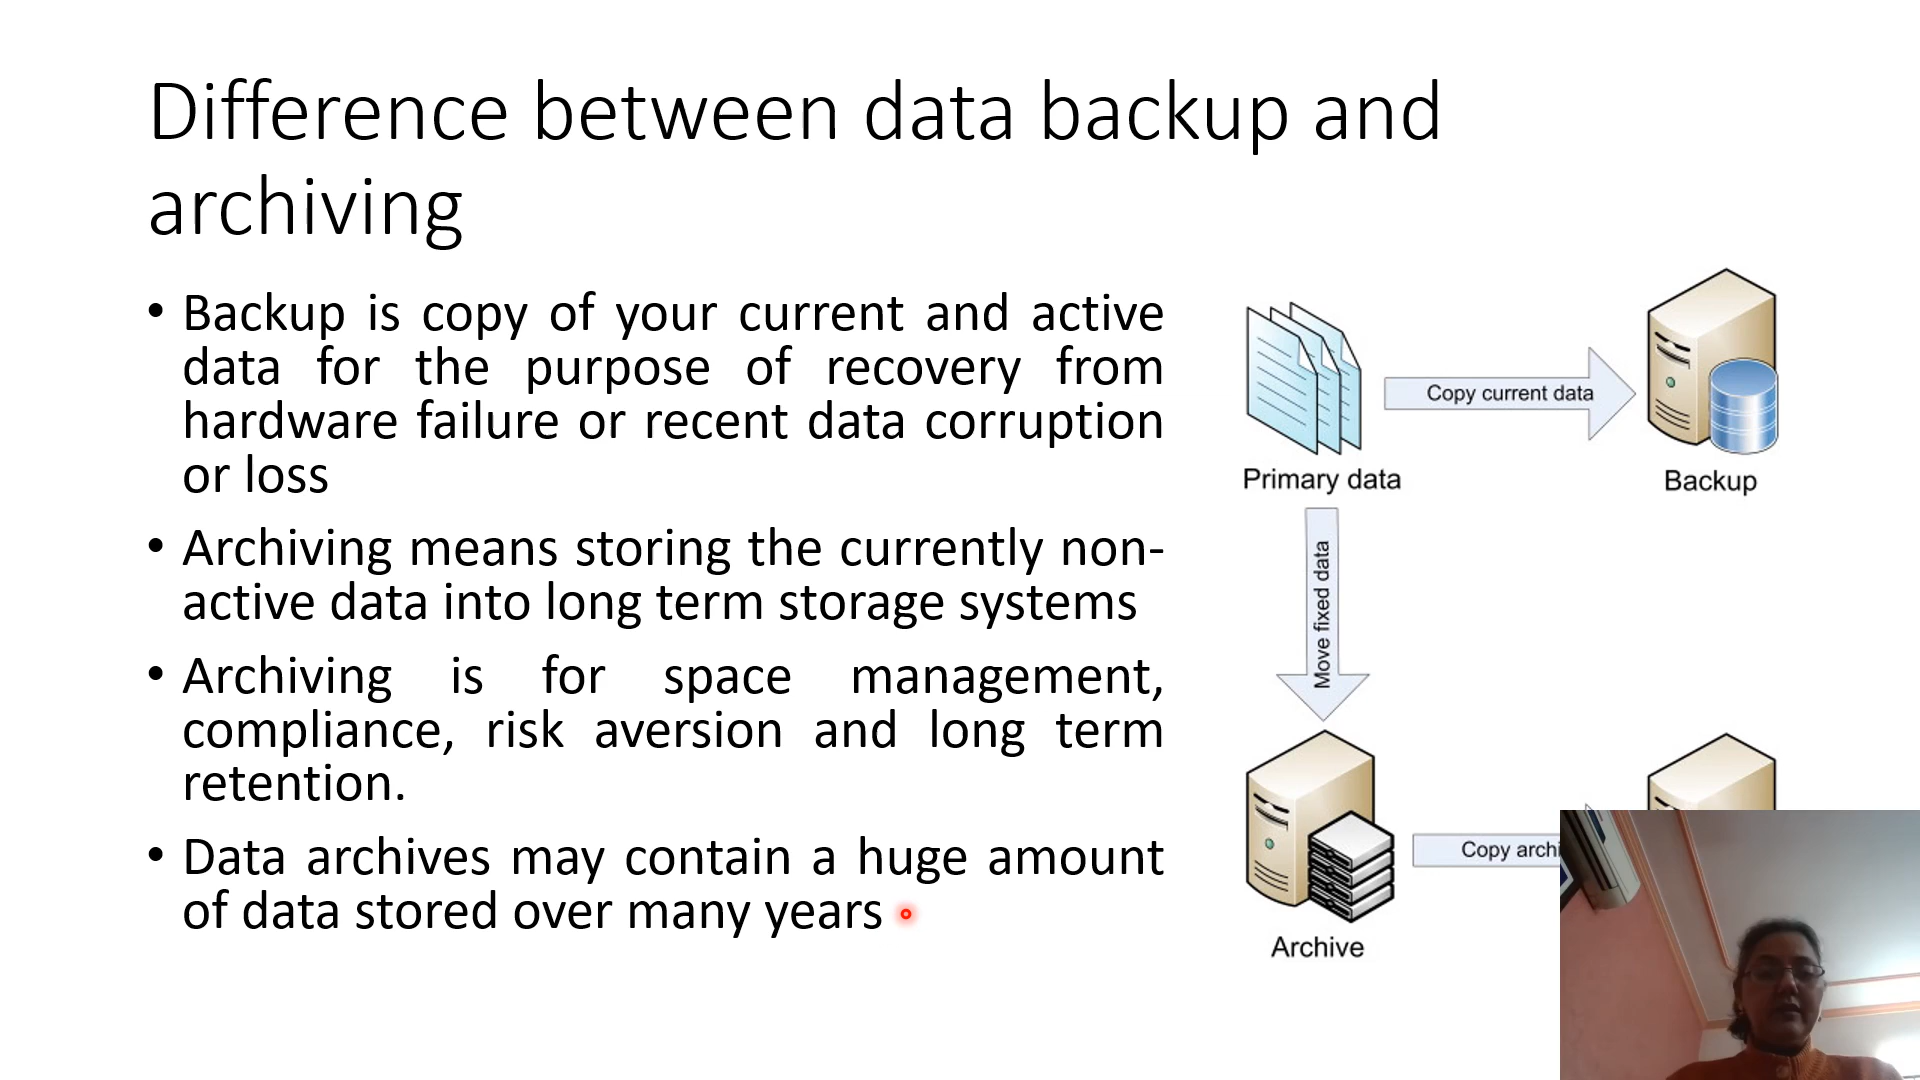 Difference between data backup and
archiving
• Backup is copy of your current and active
data for the purpose of recovery from
hardware failure or recent data corruption
or loss
• Archiving means storing the currently non-
active data into long term storage systems
• Archiving is for space management,
compliance, risk aversion and long term
retention.
• Data archives may contain a huge amount
of data stored over many years
Copy current data
Primary data
Backup
Move fixed data
Copy archi
Archive